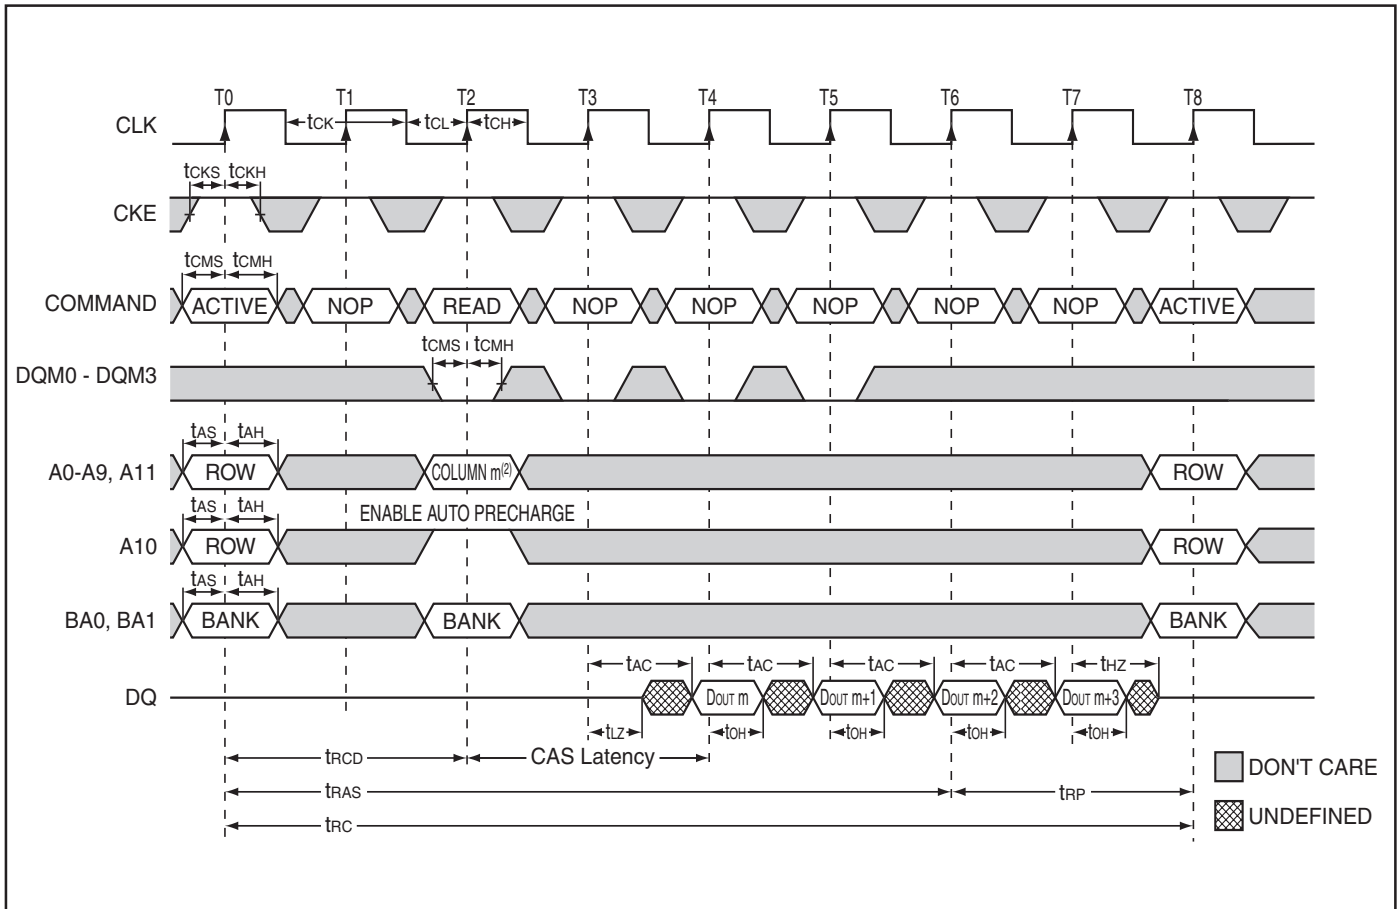 T0 T1 T2 T3 T4 T5 T6 T7 T8
CLK tCK tCL tCH
tCKS tCKH
CKE
tCMS tCMH
COMMAND ACTIVE NOP READ NOP NOP NOP NOP NOP ACTIVE
tCMS tCMH
DQM0 - DQM3
tAS tAH
A0-A9, A11 ROW COLUMN m(2) ROW
tAS tAH ENABLE AUTO PRECHARGE
A10 ROW ROW
tAS tAH
BA0, BA1 BANK BANK BANK
tAC tAC tAC tAC tHZ
DQ DOUT m DOUT m+1 DOUT m+2 DOUT m+3
tLZ tOH tOH tOH tOH
tRCD CAS Latency
DON'T CARE
tRAS tRP
UNDEFINED
tRC